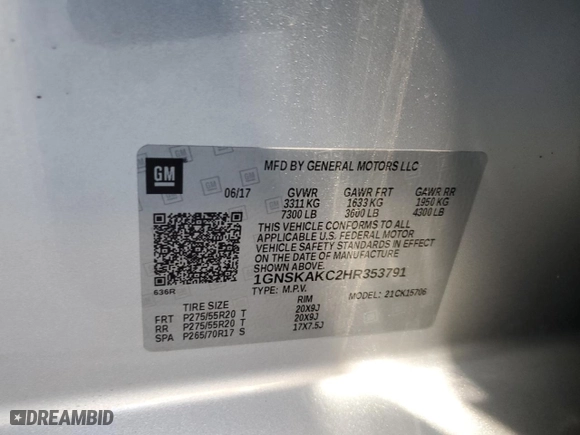 GM
MFD BY GENERAL MOTORS LLC
06/17 GVWR GAWR FRT GAWR RR
3311 KG 1633 KG 1950 KG
7300 LB 3600 LB 4300 LB
THIS VEHICLE CONFORMS TO ALL
APPLICABLE U.S. FEDERAL MOTOR
VEHICLE SAFETY STANDARDS IN EFFECT
ON THE DATE OF MANUFACTURE
SHOWN ABOVE.
1GNSKAKC2HR353791
636R
TYPE: M.P.V. MODEL: 21CK15706
TIRE SIZE RIM
FRT P275/55R20 T 20X9J
RR P275/55R20 T 20X9J
SPA P265/70R17 S 17X7.5J
DREAMBID